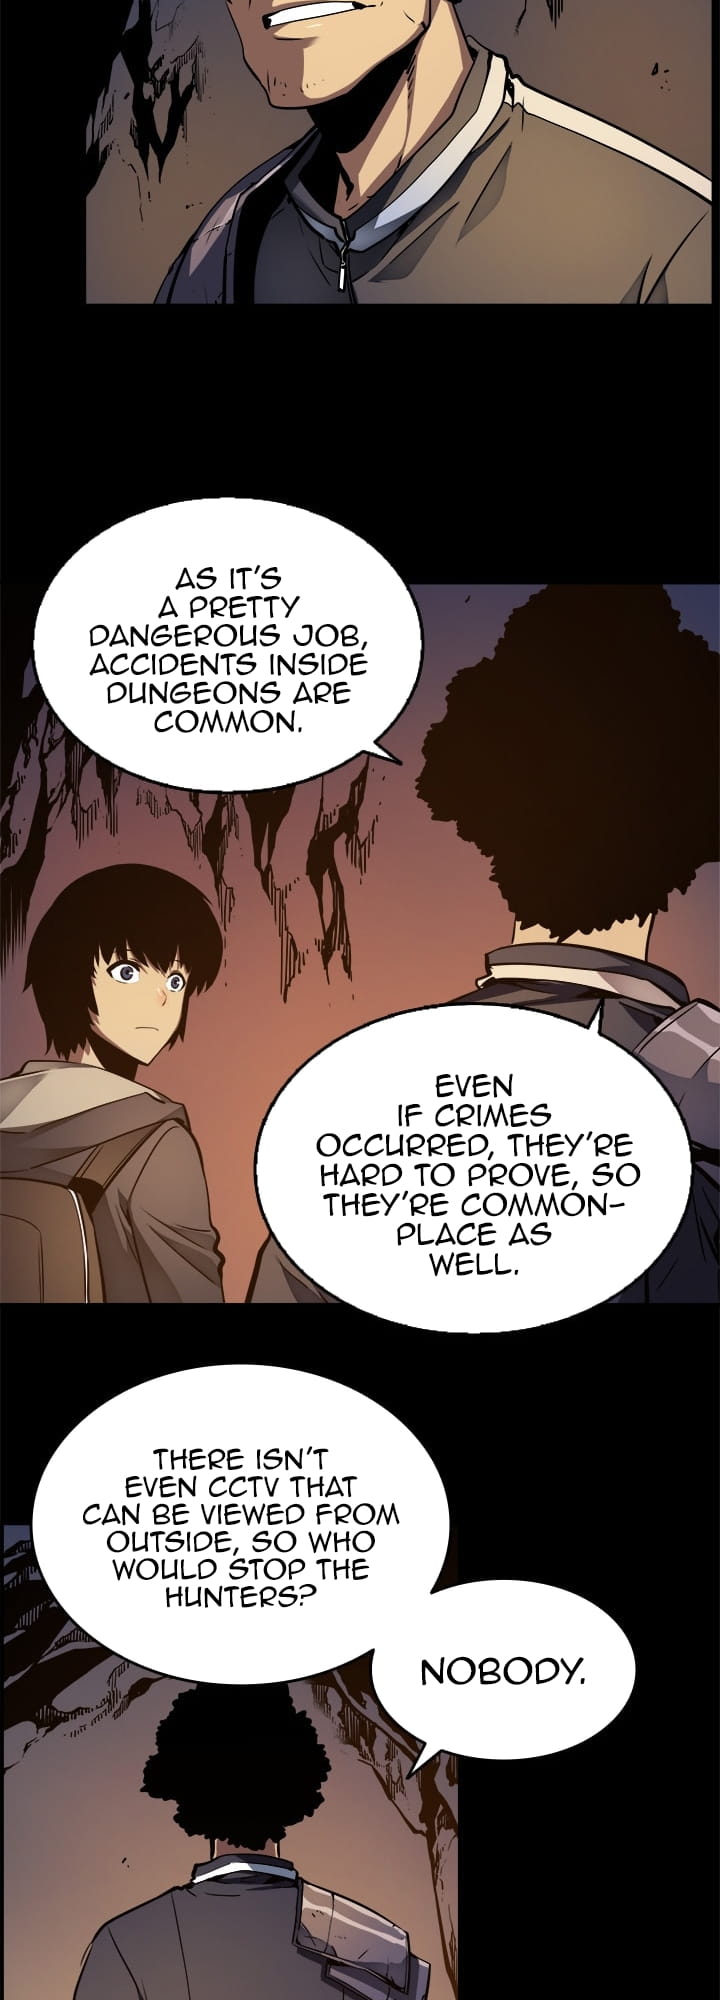 AS IT'S
A PRETTY
DANGEROUS JOB,
ACCIDENTS INSIDE
DUNGEONS ARE
COMMON.
EVEN
IF CRIMES
OCCURRED, THEY'RE
HARD TO PROVE, SO
THEY'RE COMMON-
PLACE AS
WELL.
THERE ISN'T
EVEN CCTV THAT
CAN BE VIEWED FROM
OUTSIDE, SO WHO
WOULD STOP THE
HUNTERS?
NOBODY.